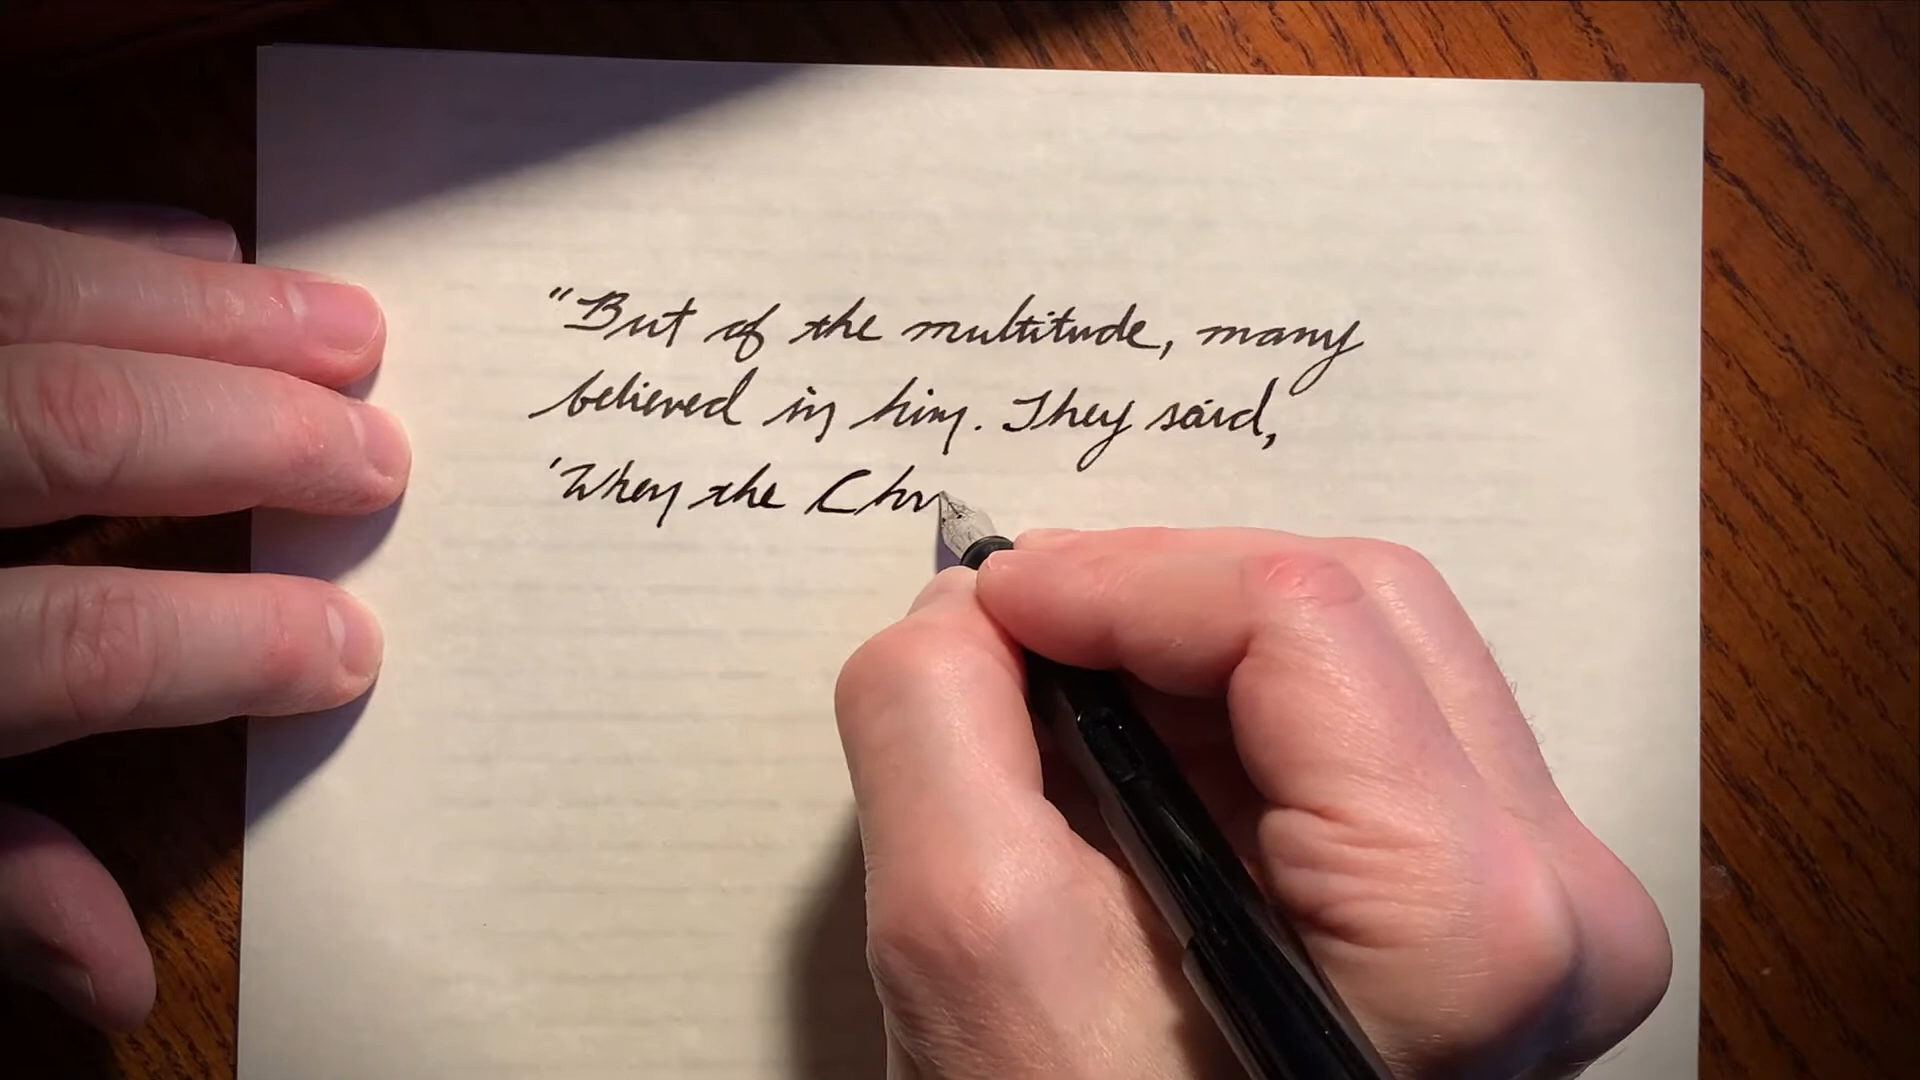 "But of the multitude, many
believed in him. They said,
'When the Chr